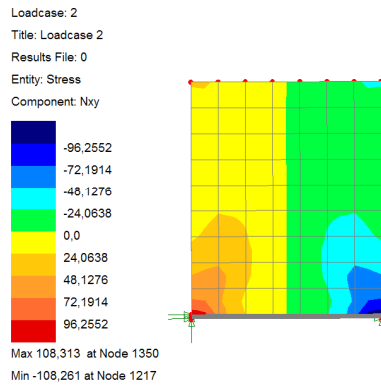 Loadcase: 2
Title: Loadcase 2
Results File: 0
Entity: Stress
Component: Nxy
-96,2552
-72,1914
-48,1276
-24,0638
0,0
24,0638
48,1276
72,1914
96,2552
Max 108,313 at Node 1350
Min -108,261 at Node 1217